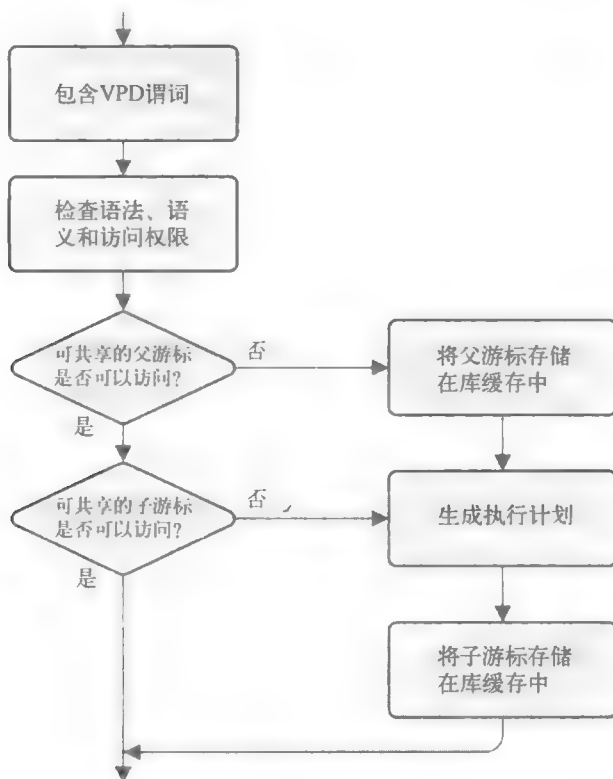 包含VPD谓词
检查语法、语
义和访问权限
可共享的父游标
是否可以访问?
否
将父游标存储
在库缓存中
是
可共享的子游标
是否可以访问?
否
生成执行计划
是
将子游标存储
在库缓存中